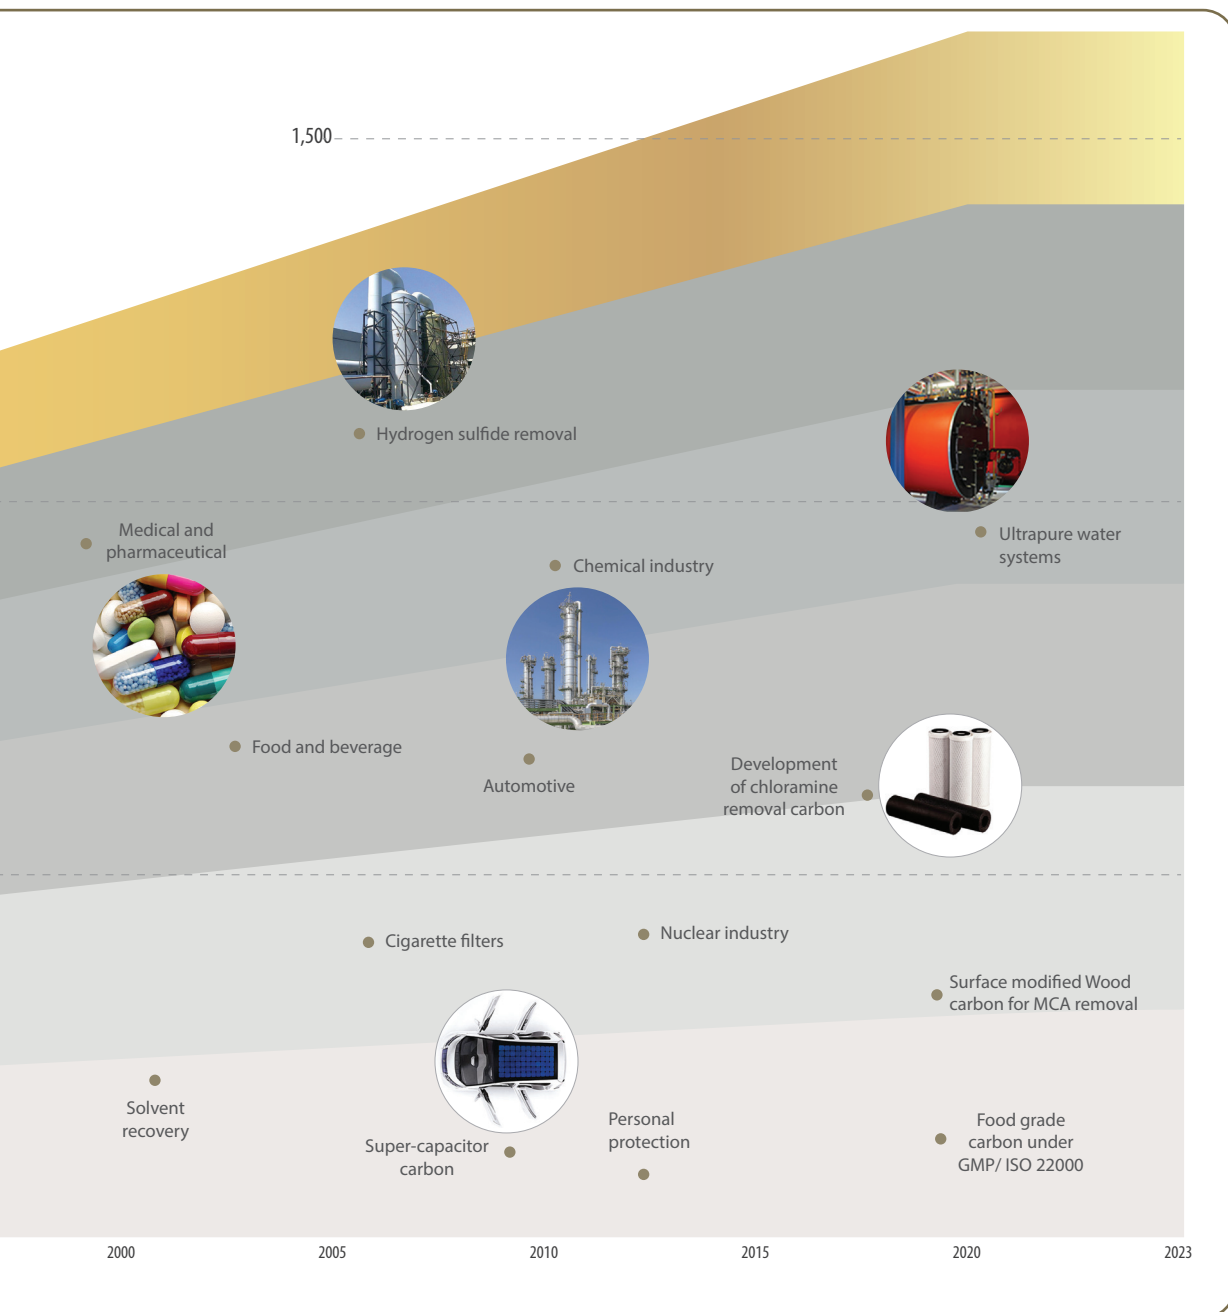 1,500
Hydrogen sulfide removal
Medical and
pharmaceutical
Ultrapure water
systems
Chemical industry
Food and beverage
Automotive
Development
of chloramine
removal carbon
Cigarette filters
Nuclear industry
Surface modified Wood
carbon for MCA removal
Solvent
recovery
Super-capacitor
carbon
Personal
protection
Food grade
carbon under
GMP/ ISO 22000
2000
2005
2010
2015
2020
2023